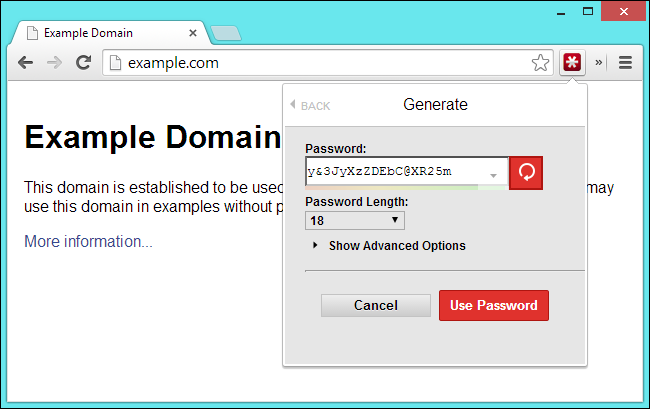 Example Domain
example.com
»
BACK
Generate
Example Domain
This domain is established to be used
may
use this domain in examples without p
More information...
Password:
y&3JyXzZDEbC@XR25m
Password Length:
18
Show Advanced Options
Cancel
Use Password